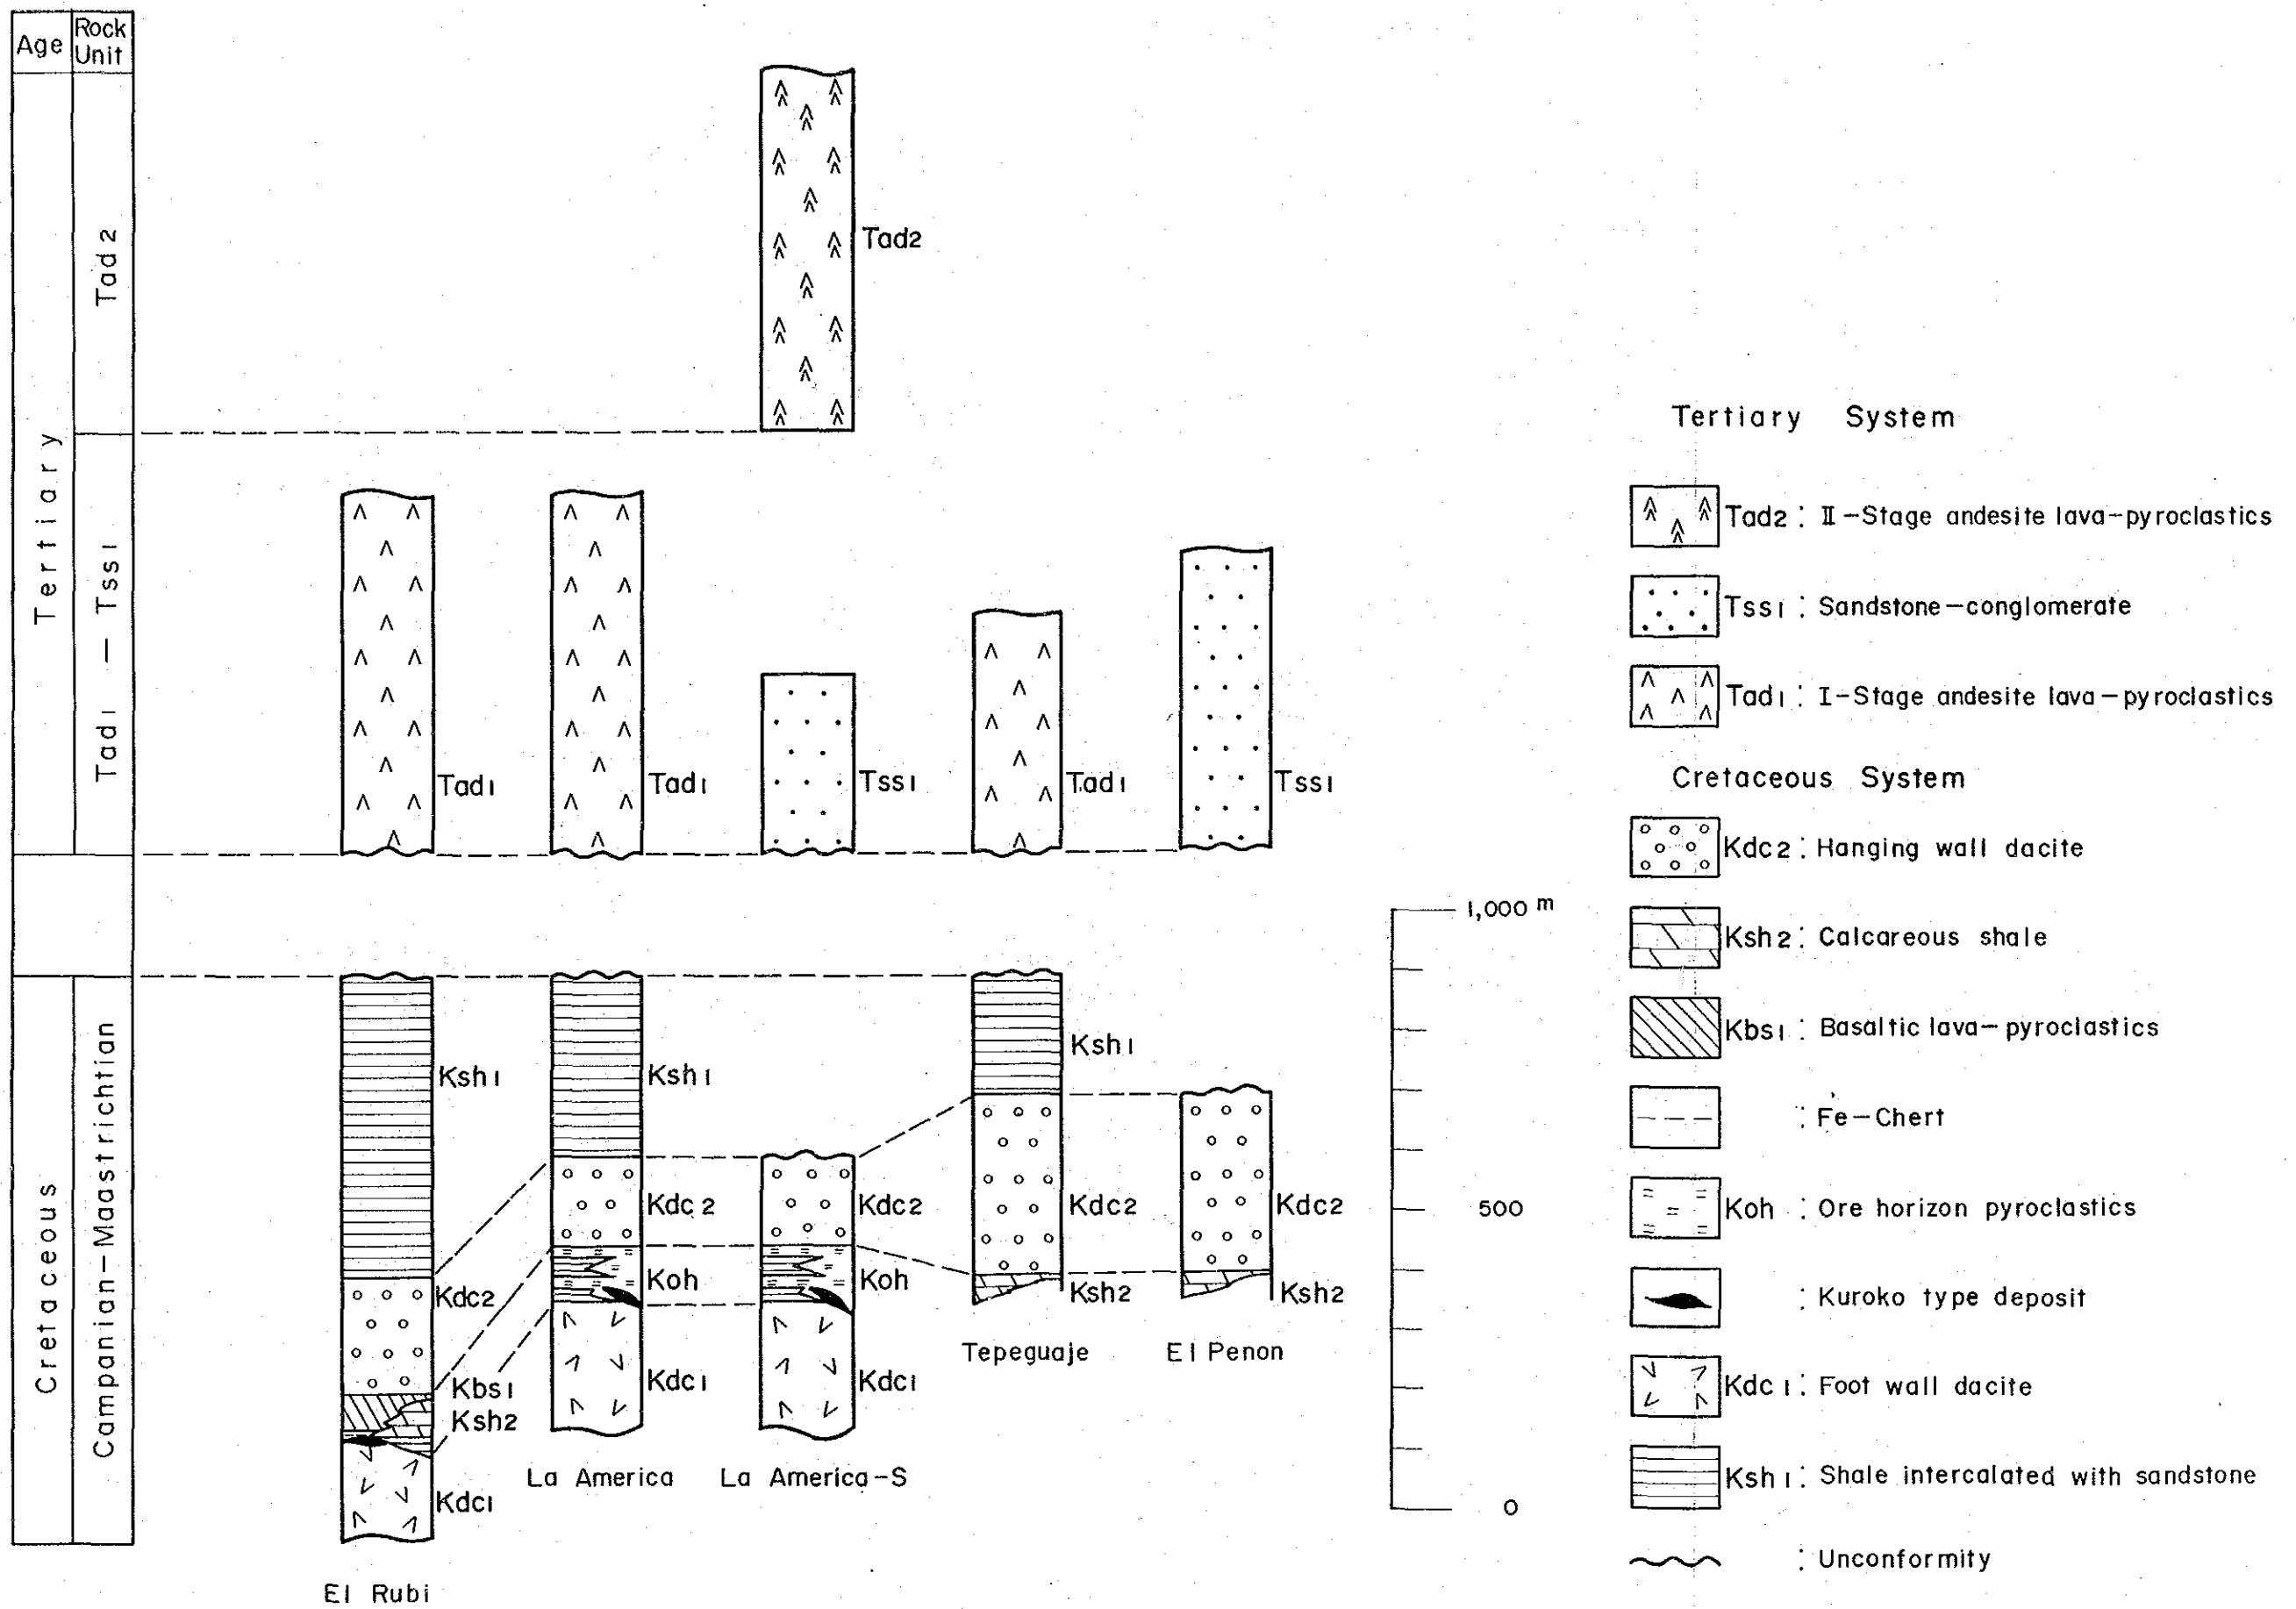 Age
Rock
Unit
Tertiary
Tad2
Tad1 — Tss1
Cretaceous
Campanian-Maastrichtian
Tad2
Tad1
Tad1
Tss1
Tad1
Tss1
Ksh1
Ksh1
Ksh1
Kdc2
Kdc2
Kdc2
Kdc2
Kdc2
Kbs1
Ksh2
Koh
Koh
Ksh2
Ksh2
Kdc1
Kdc1
Kdc1
El Rubi
La America
La America-S
Tepeguaje
El Penon
1,000 m
500
0
Tertiary System
Tad2 : II-Stage andesite lava-pyroclastics
Tss1 : Sandstone-conglomerate
Tad1 : I-Stage andesite lava-pyroclastics
Cretaceous System
Kdc2 : Hanging wall dacite
Ksh2 : Calcareous shale
Kbs1 : Basaltic lava-pyroclastics
: Fe-Chert
Koh : Ore horizon pyroclastics
: Kuroko type deposit
Kdc1 : Foot wall dacite
Ksh1 : Shale intercalated with sandstone
: Unconformity